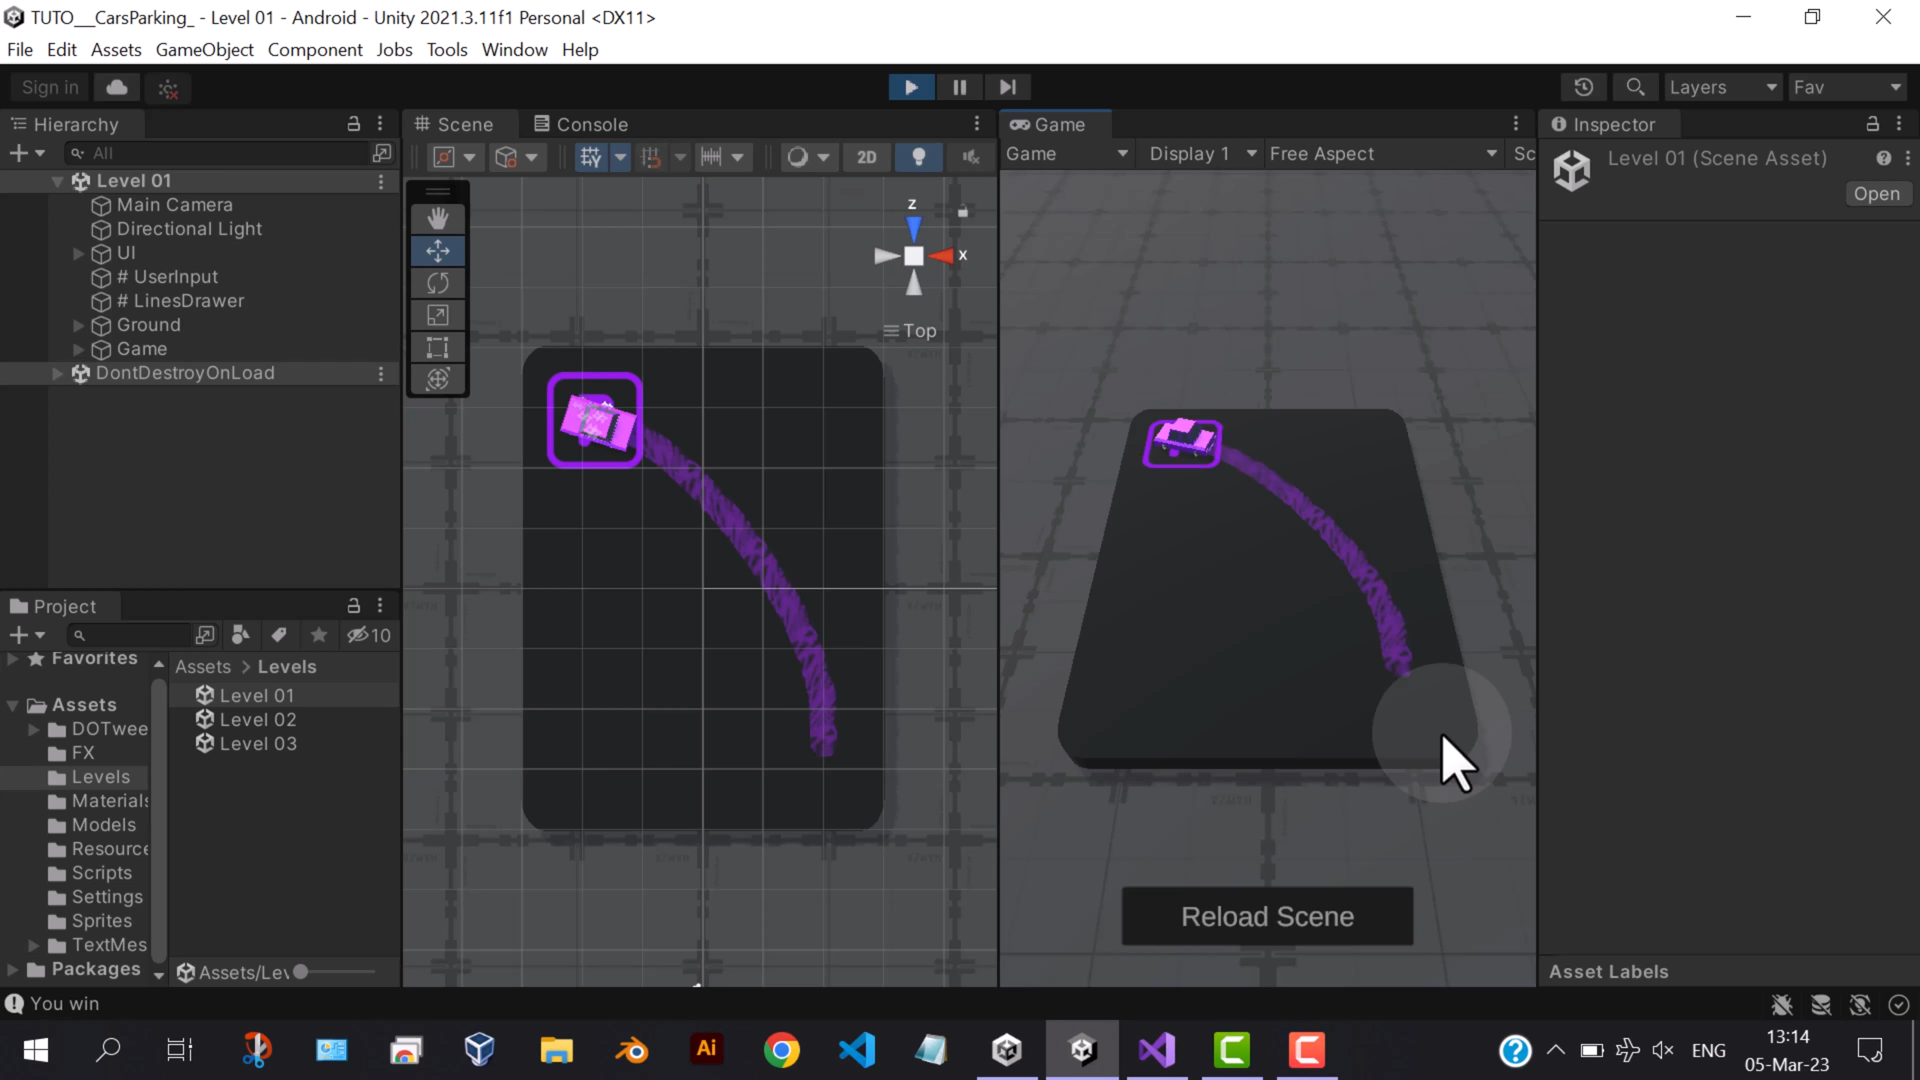 TUTO__CarsParking_ - Level 01 - Android - Unity 2021.3.11f1 Personal <DX11>
File Edit Assets GameObject Component Jobs Tools Window Help
Sign in
Layers
Fav
Hierarchy
All
Level 01
Main Camera
Directional Light
UI
# UserInput
# LinesDrawer
Ground
Game
DontDestroyOnLoad
Scene
Console
2D
z
x
Top
Game
Game
Display 1
Free Aspect
Sc
Reload Scene
Inspector
Level 01 (Scene Asset)
Open
Asset Labels
Project
10
Favorites
Assets
DOTwee
FX
Levels
Materials
Models
Resource
Scripts
Settings
Sprites
TextMes
Packages
Assets > Levels
Level 01
Level 02
Level 03
Assets/Lev
You win
Ai
ENG
13:14
05-Mar-23